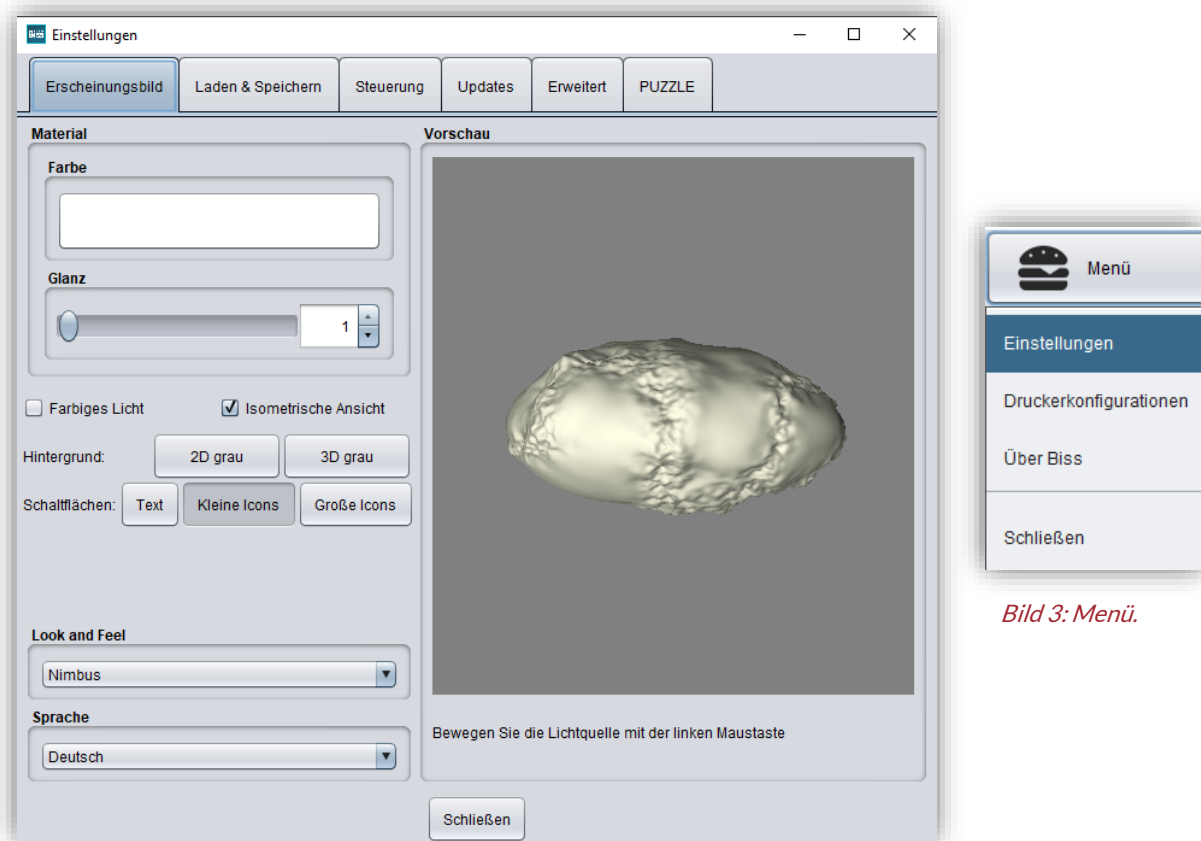 Biss Einstellungen
Erscheinungsbild Laden & Speichern Steuerung Updates Erweitert PUZZLE
Material
Farbe
Glanz
1
Farbiges Licht Isometrische Ansicht
Hintergrund: 2D grau 3D grau
Schaltflächen: Text Kleine Icons Große Icons
Look and Feel
Nimbus
Sprache
Deutsch
Vorschau
Bewegen Sie die Lichtquelle mit der linken Maustaste
Schließen
Menü
Einstellungen
Druckerkonfigurationen
Über Biss
Schließen
Bild 3: Menü.